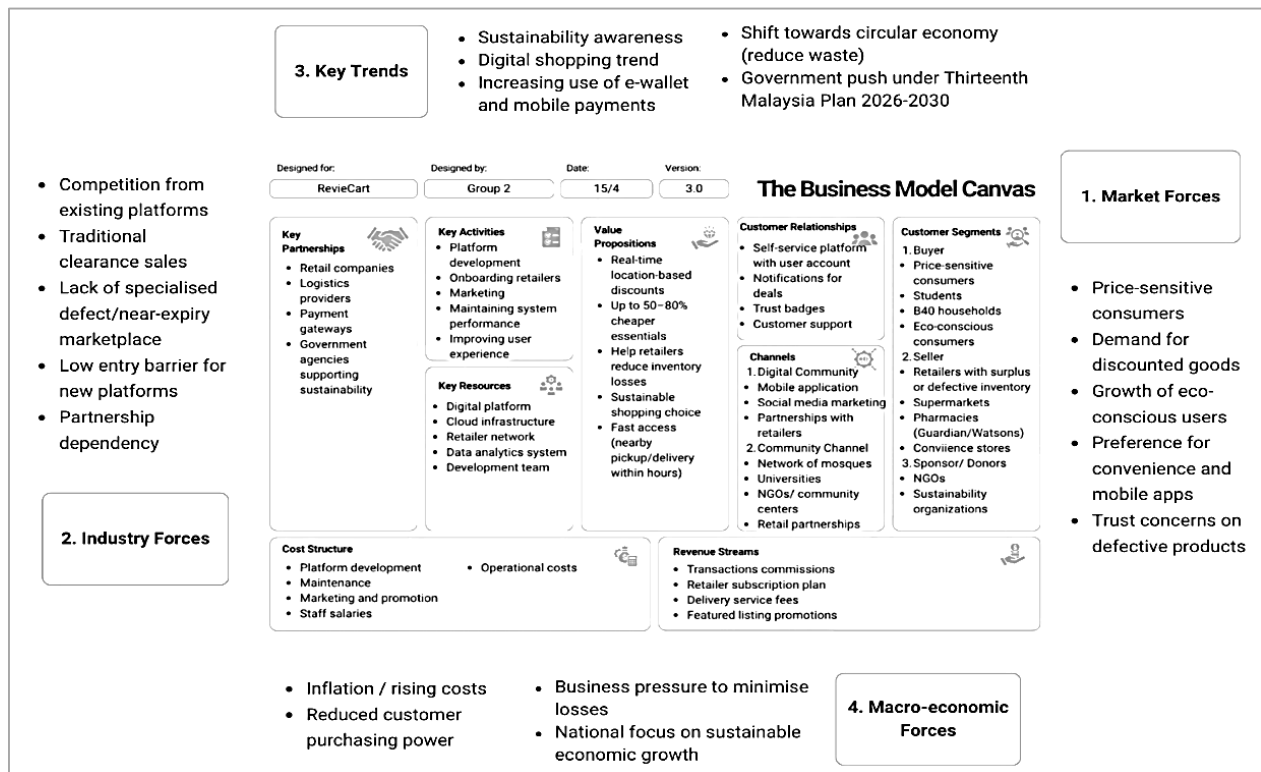 3. Key Trends
• Sustainability awareness
• Digital shopping trend
• Increasing use of e-wallet
and mobile payments
• Shift towards circular economy
(reduce waste)
• Government push under Thirteenth
Malaysia Plan 2026-2030
• Competition from
existing platforms
• Traditional
clearance sales
• Lack of specialised
defect/near-expiry
marketplace
• Low entry barrier for
new platforms
• Partnership
dependency
2. Industry Forces
Designed for:
RevieCart
Designed by:
Group 2
Date:
15/4
Version:
3.0
The Business Model Canvas
Key
Partnerships
• Retail companies
• Logistics
providers
• Payment
gateways
• Government
agencies
supporting
sustainability
Key Activities
• Platform
development
• Onboarding retailers
• Marketing
• Maintaining system
performance
• Improving user
experience
Key Resources
• Digital platform
• Cloud infrastructure
• Retailer network
• Data analytics system
• Development team
Value
Propositions
• Real-time
location-based
discounts
• Up to 50–80%
cheaper
essentials
• Help retailers
reduce inventory
losses
• Sustainable
shopping choice
• Fast access
(nearby
pickup/delivery
within hours)
Customer Relationships
• Self-service platform
with user account
• Notifications for
deals
• Trust badges
• Customer support
Channels
1. Digital Community
• Mobile application
• Social media marketing
• Partnerships with
retailers
2. Community Channel
• Network of mosques
• Universities
• NGOs/ community
centers
• Retail partnerships
Customer Segments
1. Buyer
• Price-sensitive
consumers
• Students
• B40 households
• Eco-conscious
consumers
2. Seller
• Retailers with surplus
or defective inventory
• Supermarkets
• Pharmacies
(Guardian/Watsons)
• Conviience stores
3. Sponsor/ Donors
• NGOs
• Sustainability
organizations
Cost Structure
• Platform development
• Maintenance
• Marketing and promotion
• Staff salaries
• Operational costs
Revenue Streams
• Transactions commissions
• Retailer subscription plan
• Delivery service fees
• Featured listing promotions
1. Market Forces
• Price-sensitive
consumers
• Demand for
discounted goods
• Growth of eco-
conscious users
• Preference for
convenience and
mobile apps
• Trust concerns on
defective products
• Inflation / rising costs
• Reduced customer
purchasing power
• Business pressure to minimise
losses
• National focus on sustainable
economic growth
4. Macro-economic
Forces